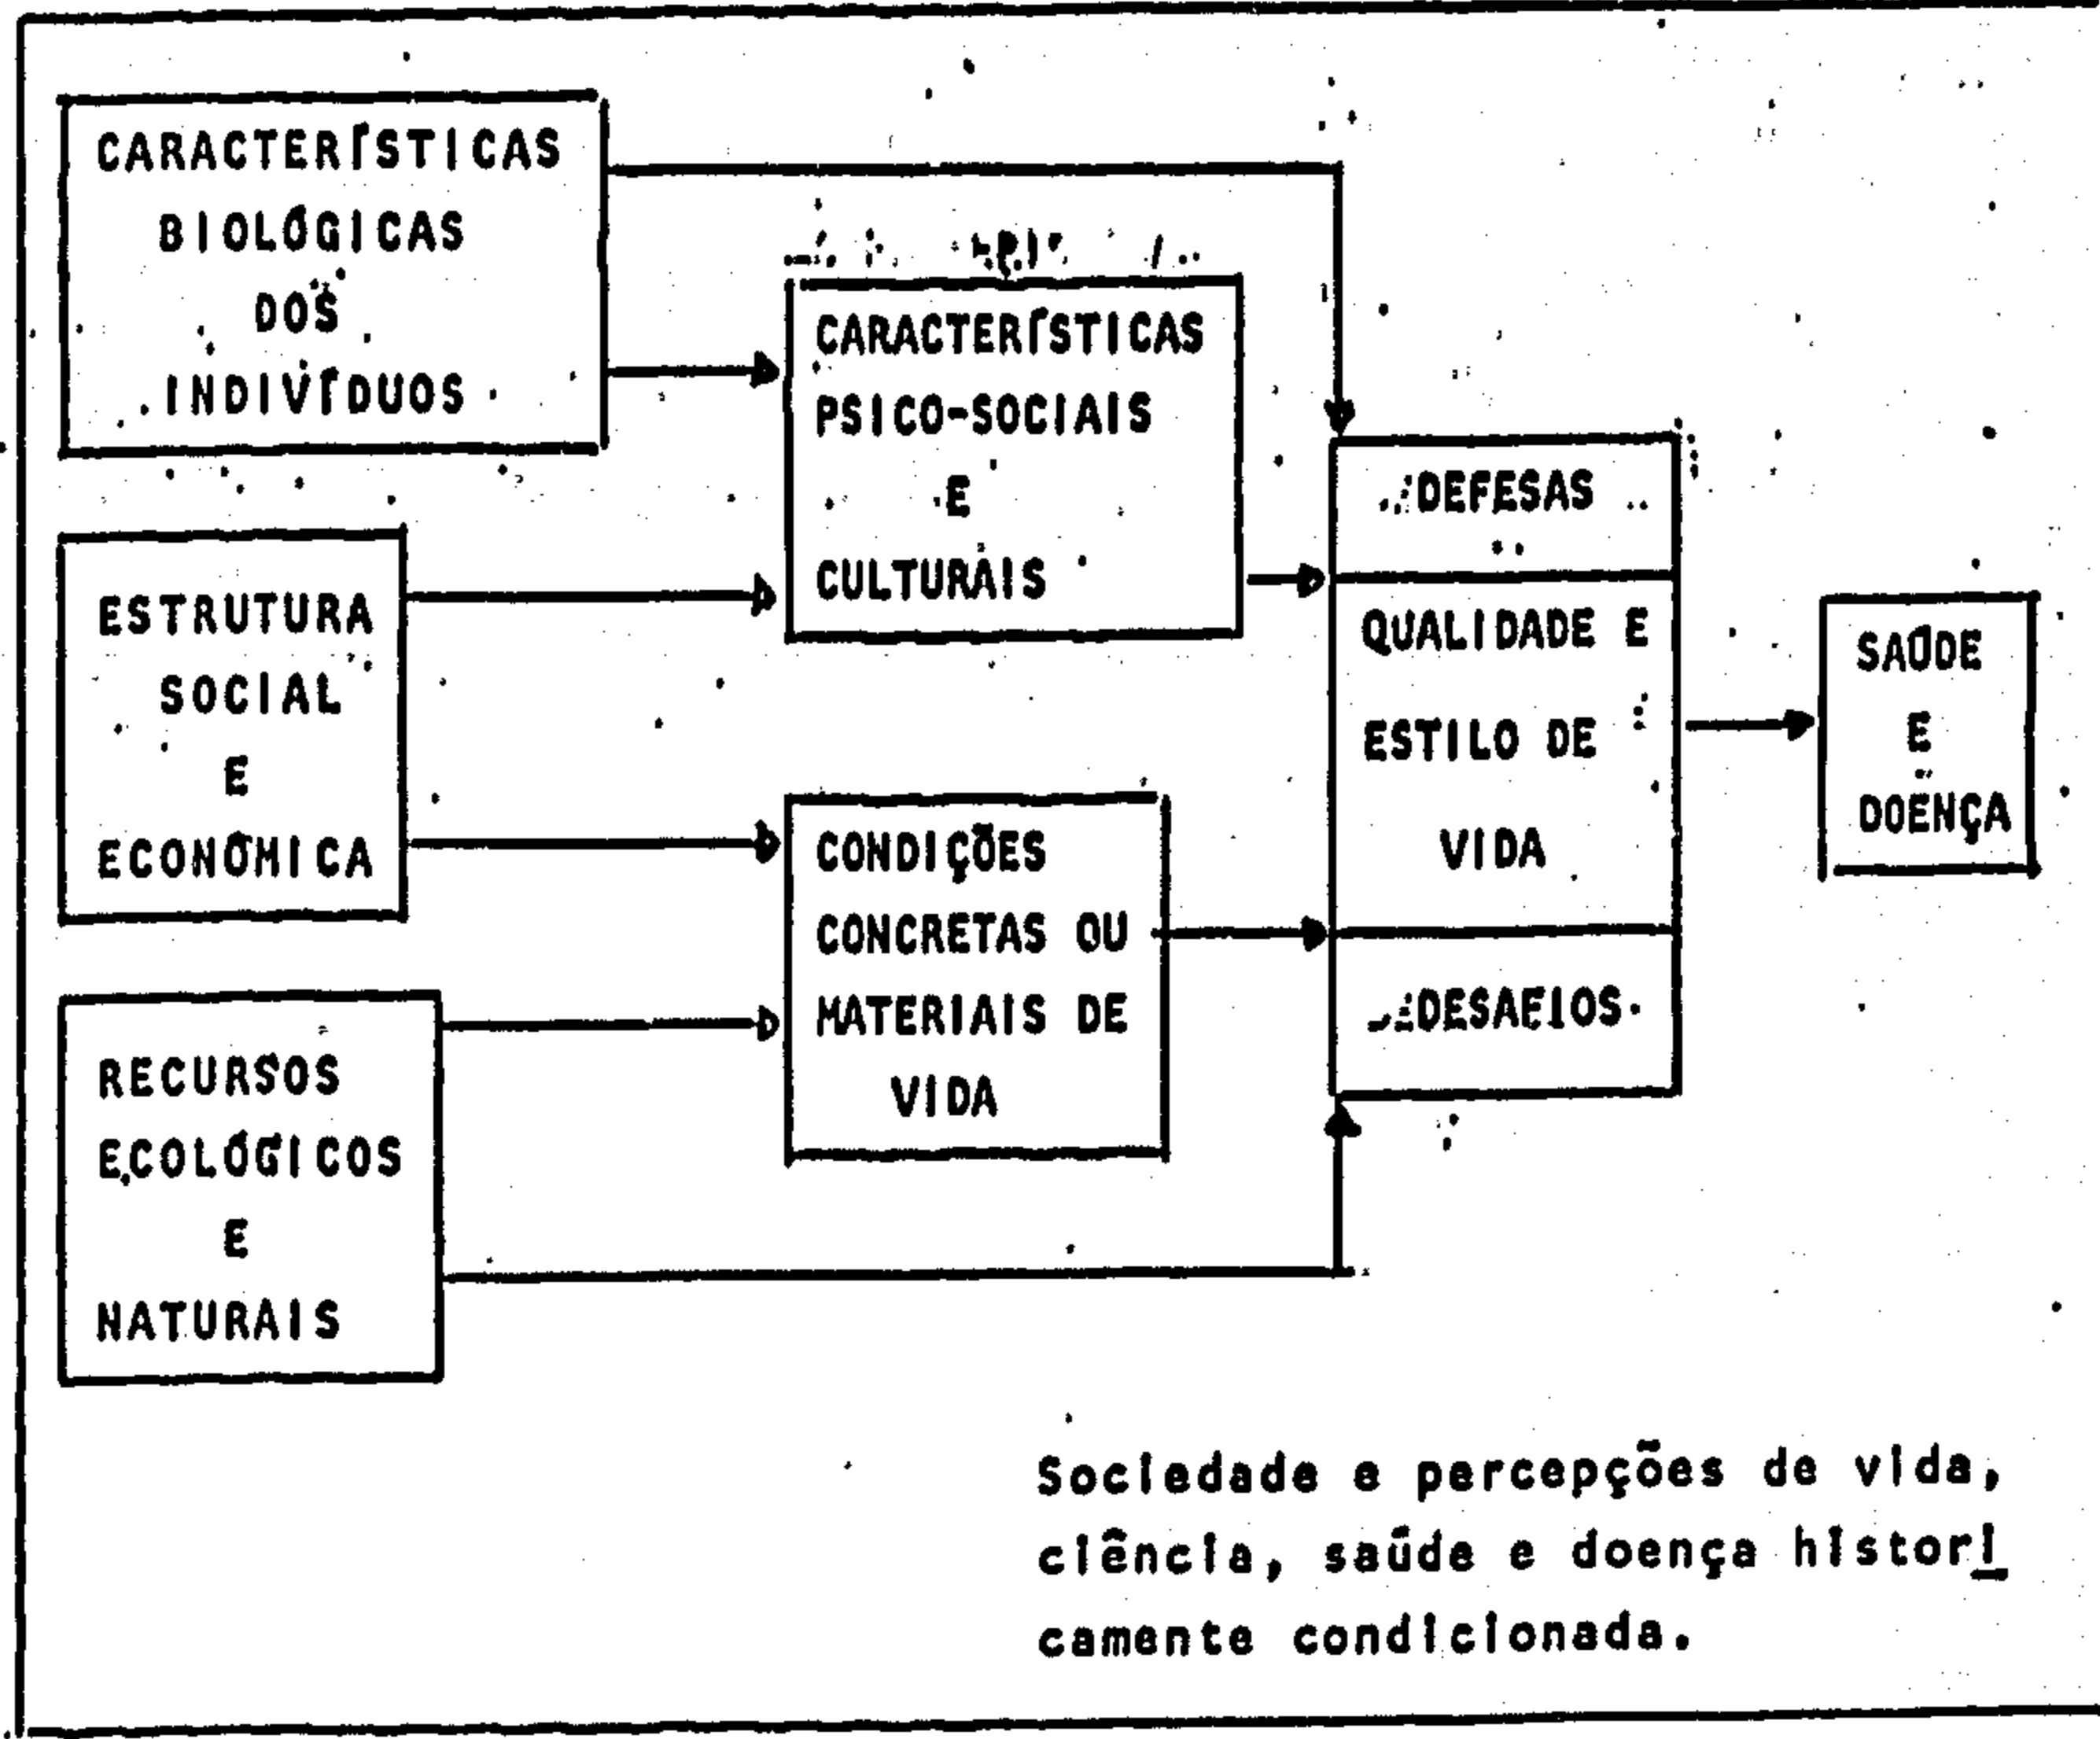 CARACTERÍSTICAS
BIOLÓGICAS
DOS
INDIVÍDUOS
ESTRUTURA
SOCIAL
E
ECONÔMICA
RECURSOS
ECOLÓGICOS
E
NATURAIS
CARACTERÍSTICAS
PSICO-SOCIAIS
E
CULTURAIS
CONDIÇÕES
CONCRETAS OU
MATERIAIS DE
VIDA
DEFESAS
QUALIDADE E
ESTILO DE
VIDA
DESAFIOS
SAÚDE
E
DOENÇA
Sociedade e percepções de vida,
ciência, saúde e doença histori
camente condicionada.